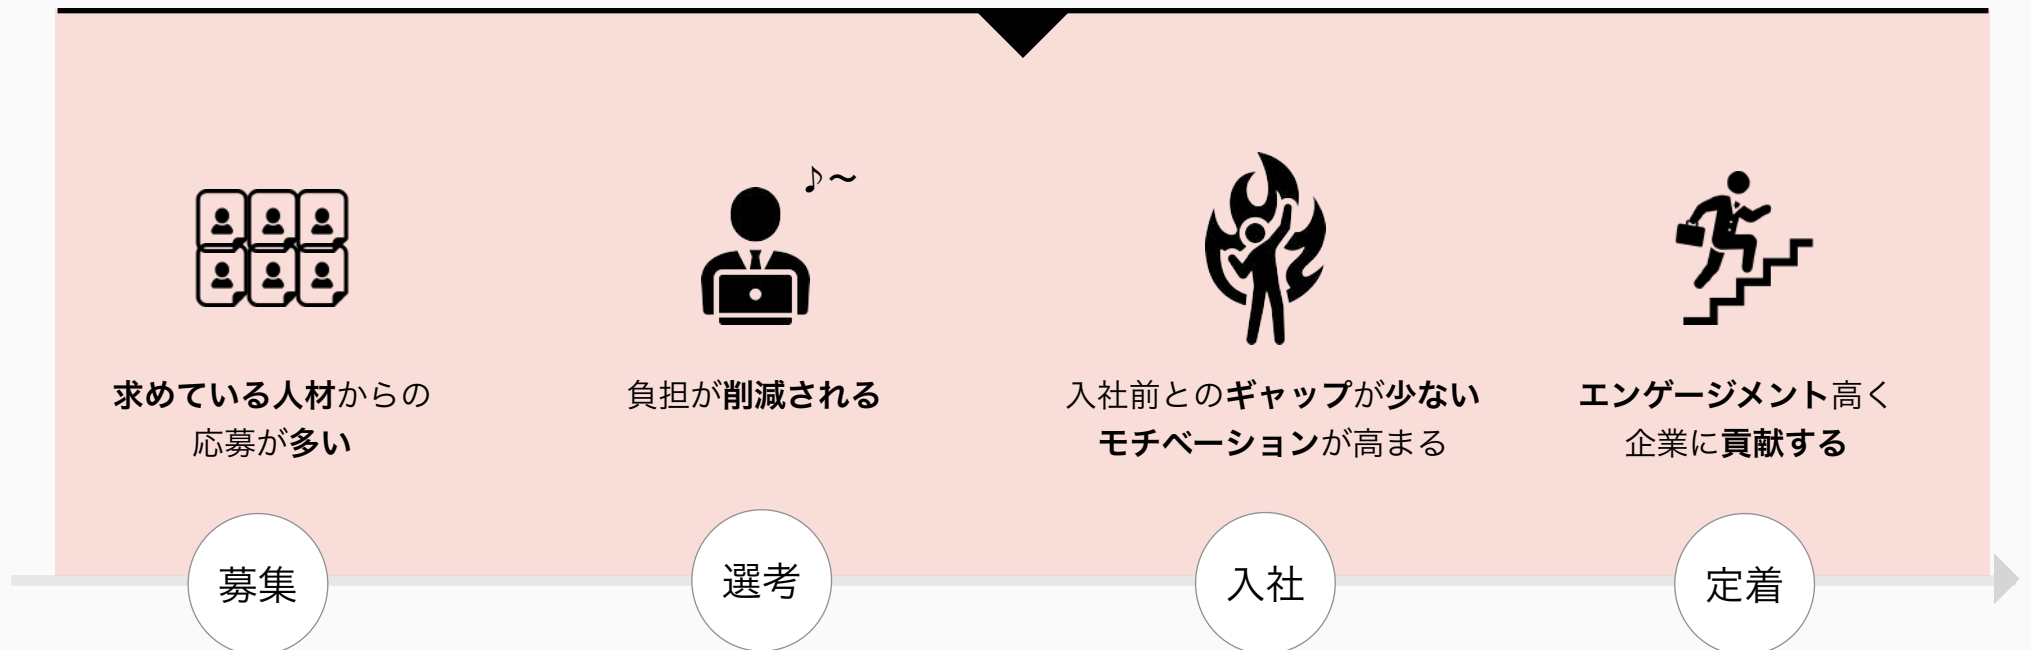 ♪〜
求めている人材からの
応募が多い
負担が削減される
入社前とのギャップが少ない
モチベーションが高まる
エンゲージメント高く
企業に貢献する
募集
選考
入社
定着